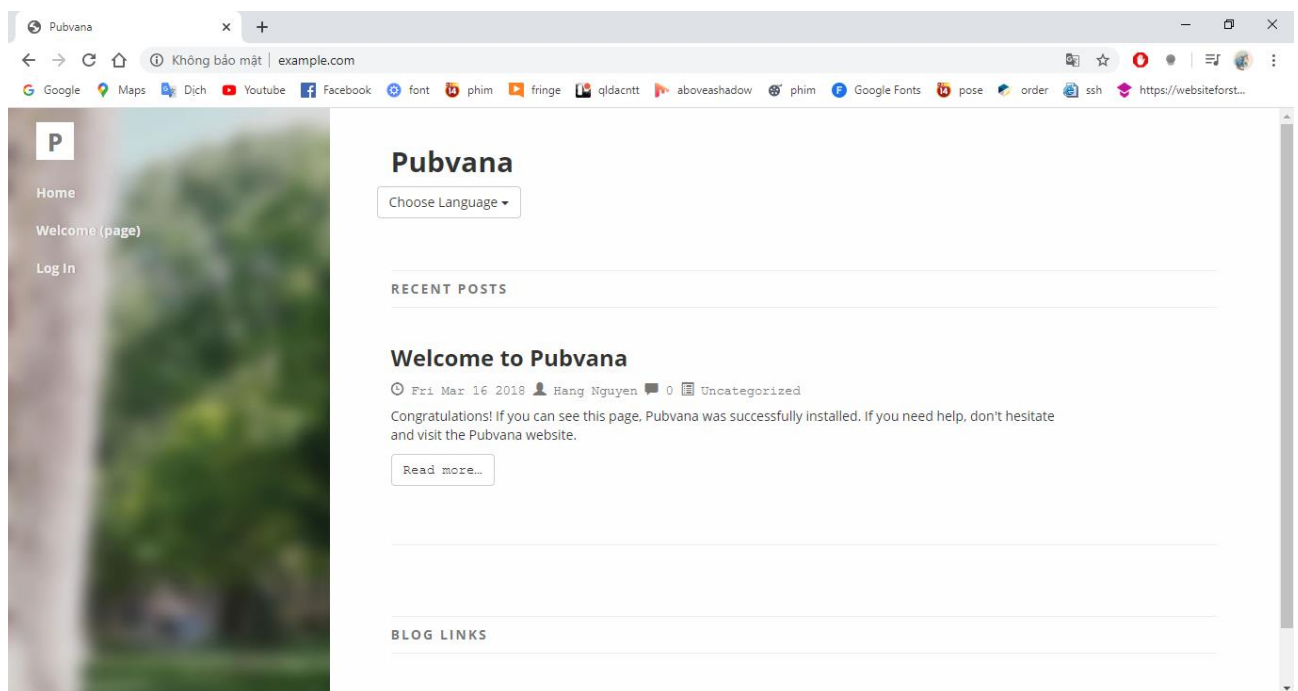 Pubvana
Không bảo mật | example.com
Google Maps Dịch Youtube Facebook font phim fringe qldacntt aboveashadow phim Google Fonts pose order ssh https://websiteforst...
P
Home
Welcome (page)
Log In
Pubvana
Choose Language
RECENT POSTS
Welcome to Pubvana
Fri Mar 16 2018 Hang Nguyen 0 Uncategorized
Congratulations! If you can see this page, Pubvana was successfully installed. If you need help, don't hesitate
and visit the Pubvana website.
Read more…
BLOG LINKS